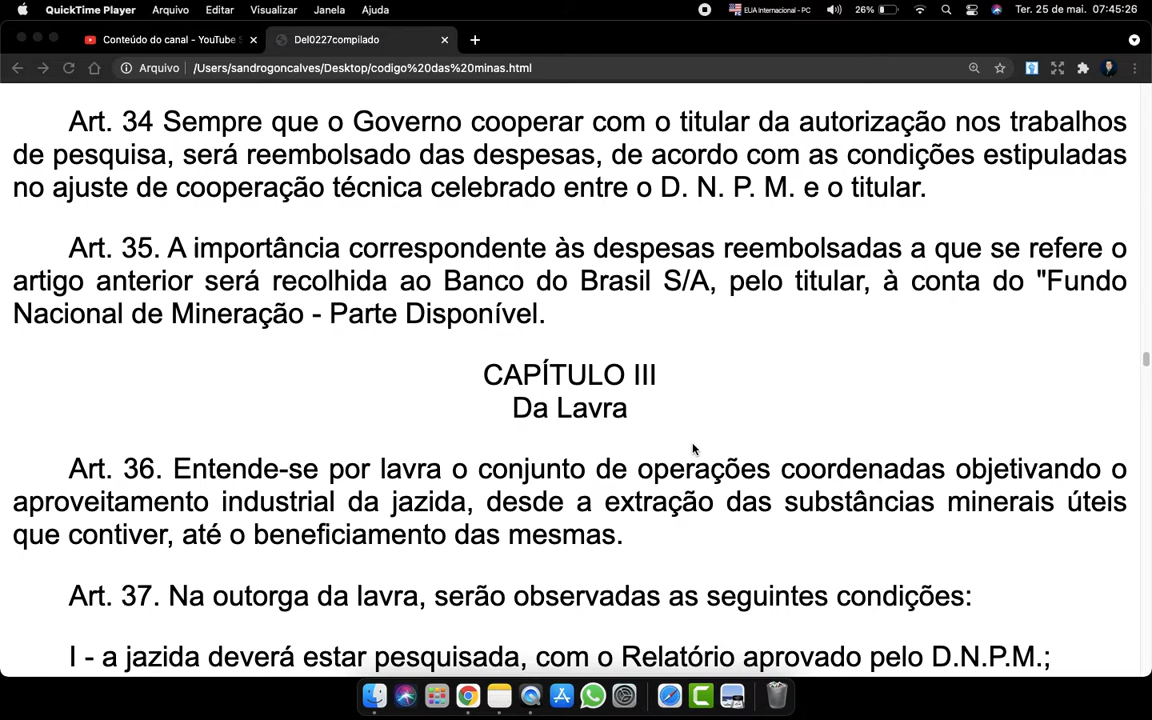 QuickTime Player Arquivo Editar Visualizar Janela Ajuda EUA Internacional - PC 26% Ter. 25 de mai. 07:45:26
Conteúdo do canal - YouTube Del0227compilado
Arquivo /Users/sandrogoncalves/Desktop/codigo%20das%20minas.html
Art. 34 Sempre que o Governo cooperar com o titular da autorização nos trabalhos
de pesquisa, será reembolsado das despesas, de acordo com as condições estipuladas
no ajuste de cooperação técnica celebrado entre o D. N. P. M. e o titular.
Art. 35. A importância correspondente às despesas reembolsadas a que se refere o
artigo anterior será recolhida ao Banco do Brasil S/A, pelo titular, à conta do "Fundo
Nacional de Mineração - Parte Disponível.
CAPÍTULO III
Da Lavra
Art. 36. Entende-se por lavra o conjunto de operações coordenadas objetivando o
aproveitamento industrial da jazida, desde a extração das substâncias minerais úteis
que contiver, até o beneficiamento das mesmas.
Art. 37. Na outorga da lavra, serão observadas as seguintes condições:
I - a jazida deverá estar pesquisada, com o Relatório aprovado pelo D.N.P.M.;